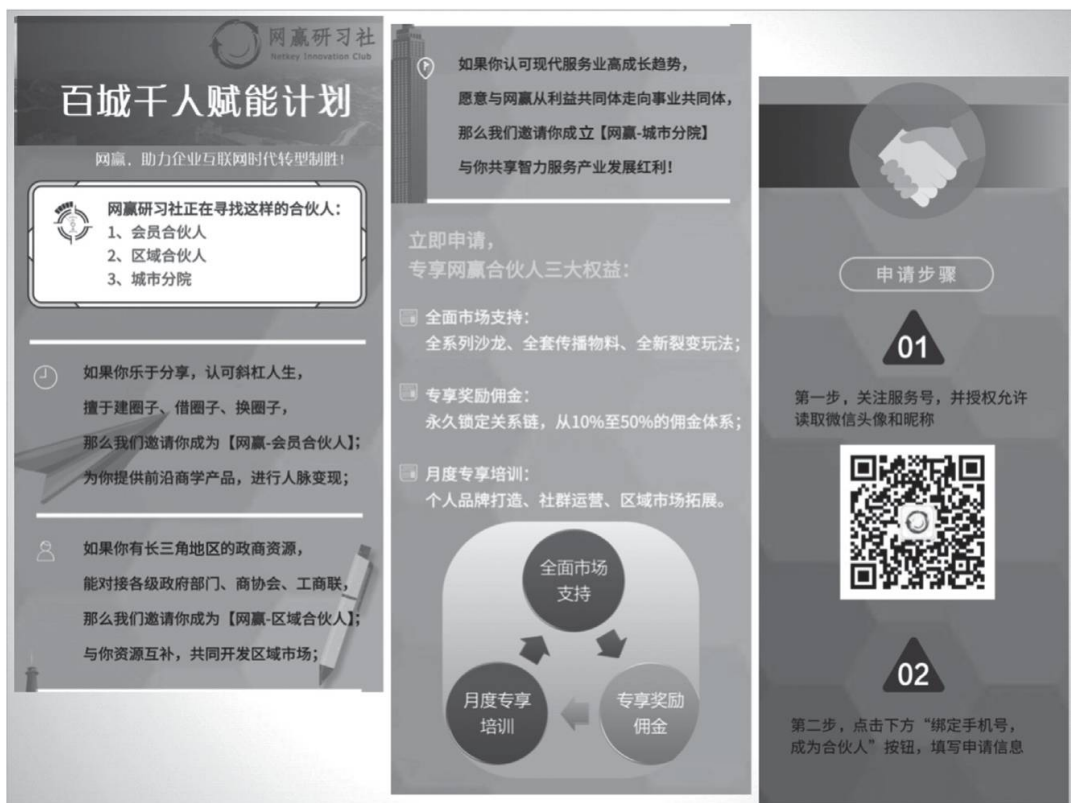 网赢研习社
Netkey Innovation Club
百城千人赋能计划
网赢，助力企业互联网时代转型制胜！
网赢研习社正在寻找这样的合伙人：
1、会员合伙人
2、区域合伙人
3、城市分院
如果你乐于分享，认可斜杠人生，
擅于建圈子、借圈子、换圈子，
那么我们邀请你成为【网赢-会员合伙人】；
为你提供前沿商学产品，进行人脉变现；
如果你有长三角地区的政商资源，
能对接各级政府部门、商协会、工商联，
那么我们邀请你成为【网赢-区域合伙人】；
与你资源互补，共同开发区域市场；
如果你认可现代服务业高成长趋势，
愿意与网赢从利益共同体走向事业共同体，
那么我们邀请你成立【网赢-城市分院】
与你共享智力服务产业发展红利！
立即申请，
专享网赢合伙人三大权益：
全面市场支持：
全系列沙龙、全套传播物料、全新裂变玩法；
专享奖励佣金：
永久锁定关系链，从10%至50%的佣金体系；
月度专享培训：
个人品牌打造、社群运营、区域市场拓展。
全面市场
支持
月度专享
培训
专享奖励
佣金
申请步骤
01
第一步，关注服务号，并授权允许
读取微信头像和昵称
02
第二步，点击下方“绑定手机号，
成为合伙人”按钮，填写申请信息